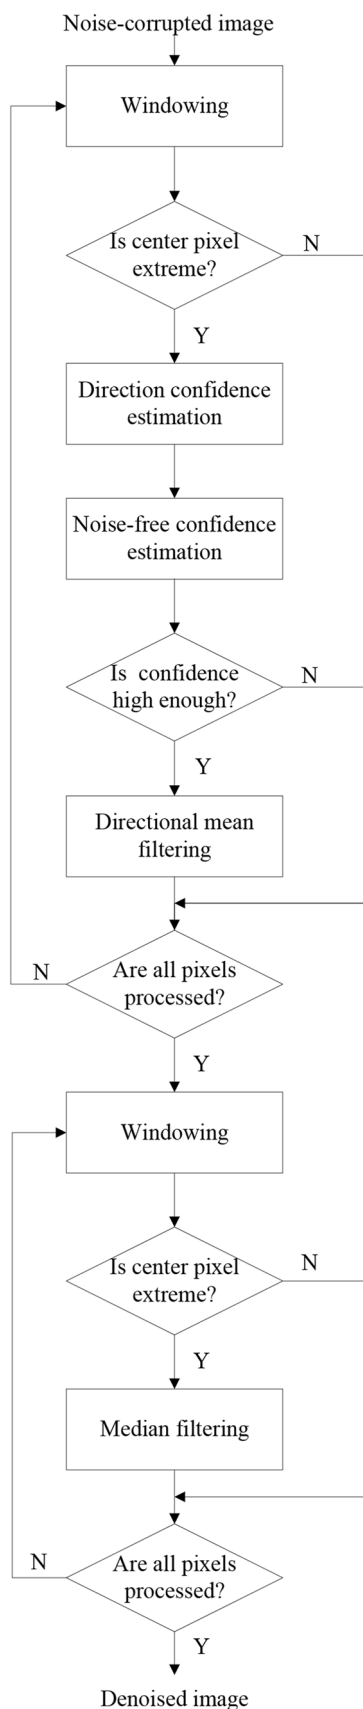 Noise-corrupted image
Windowing
Is center pixel
extreme?
N
Y
Direction confidence
estimation
Noise-free confidence
estimation
Is  confidence
high enough?
N
Y
Directional mean
filtering
Are all pixels
processed?
N
Y
Windowing
Is center pixel
extreme?
N
Y
Median filtering
Are all pixels
processed?
N
Y
Denoised image